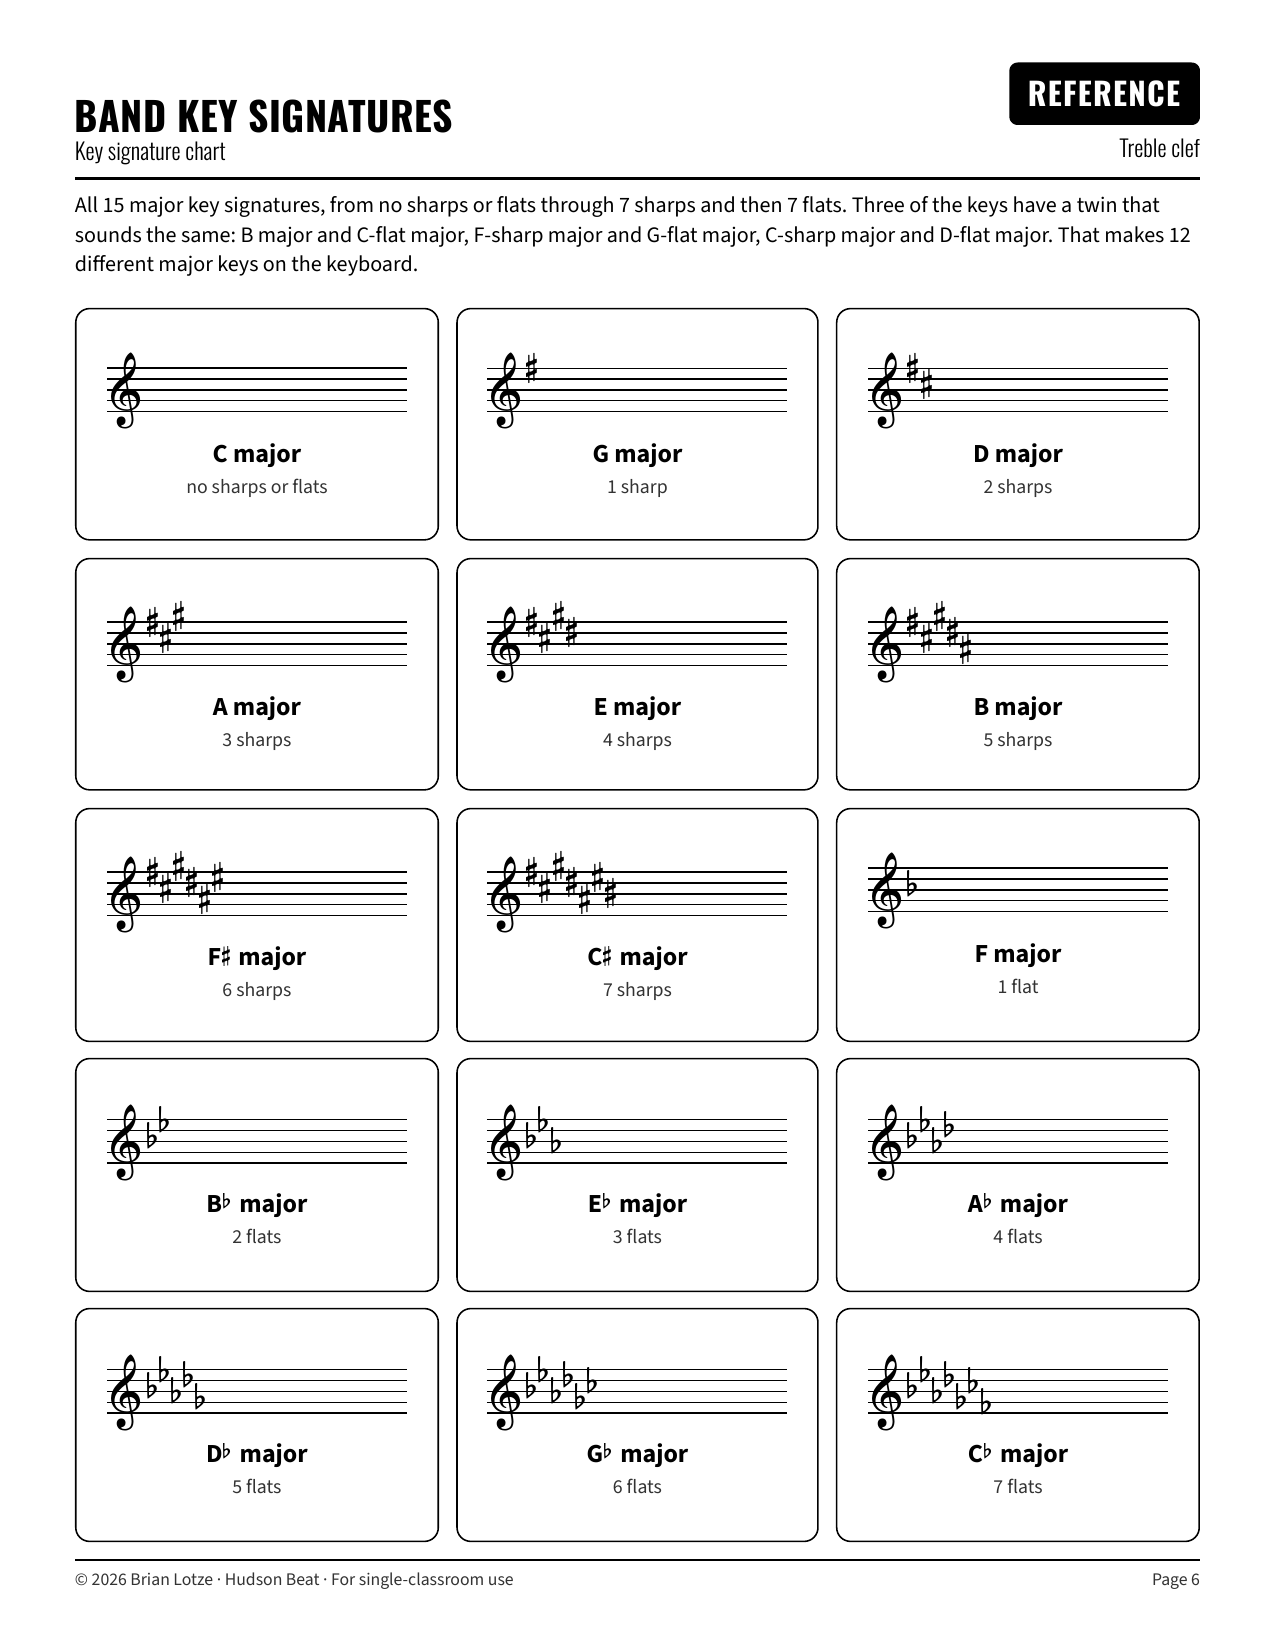 BAND KEY SIGNATURES
Key signature chart
REFERENCE
Treble clef
All 15 major key signatures, from no sharps or flats through 7 sharps and then 7 flats. Three of the keys have a twin that
sounds the same: B major and C-flat major, F-sharp major and G-flat major, C-sharp major and D-flat major. That makes 12
different major keys on the keyboard.
C major
no sharps or flats
G major
1 sharp
D major
2 sharps
A major
3 sharps
E major
4 sharps
B major
5 sharps
F♯ major
6 sharps
C♯ major
7 sharps
F major
1 flat
B♭ major
2 flats
E♭ major
3 flats
A♭ major
4 flats
D♭ major
5 flats
G♭ major
6 flats
C♭ major
7 flats
© 2026 Brian Lotze · Hudson Beat · For single-classroom use
Page 6